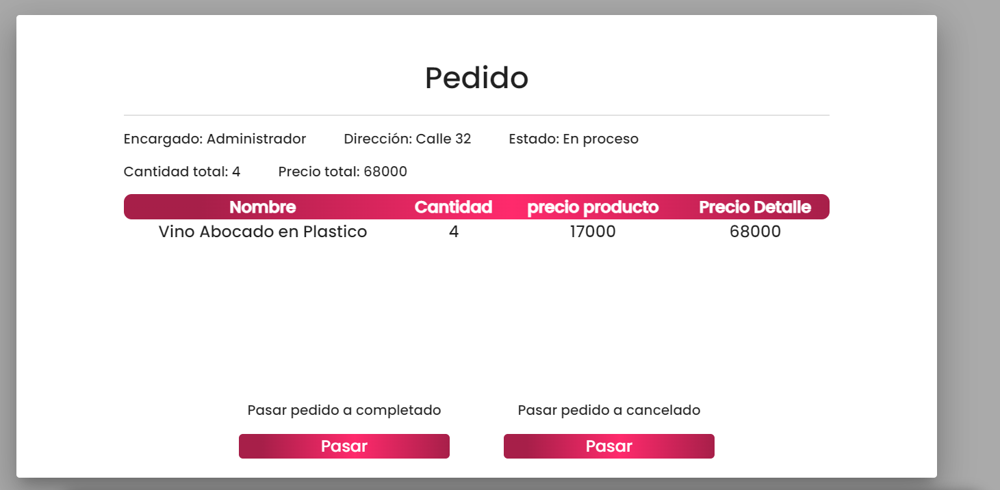 Pedido
Encargado: Administrador Dirección: Calle 32 Estado: En proceso
Cantidad total: 4 Precio total: 68000
Nombre Cantidad precio producto Precio Detalle
Vino Abocado en Plastico 4 17000 68000
Pasar pedido a completado Pasar pedido a cancelado
Pasar Pasar